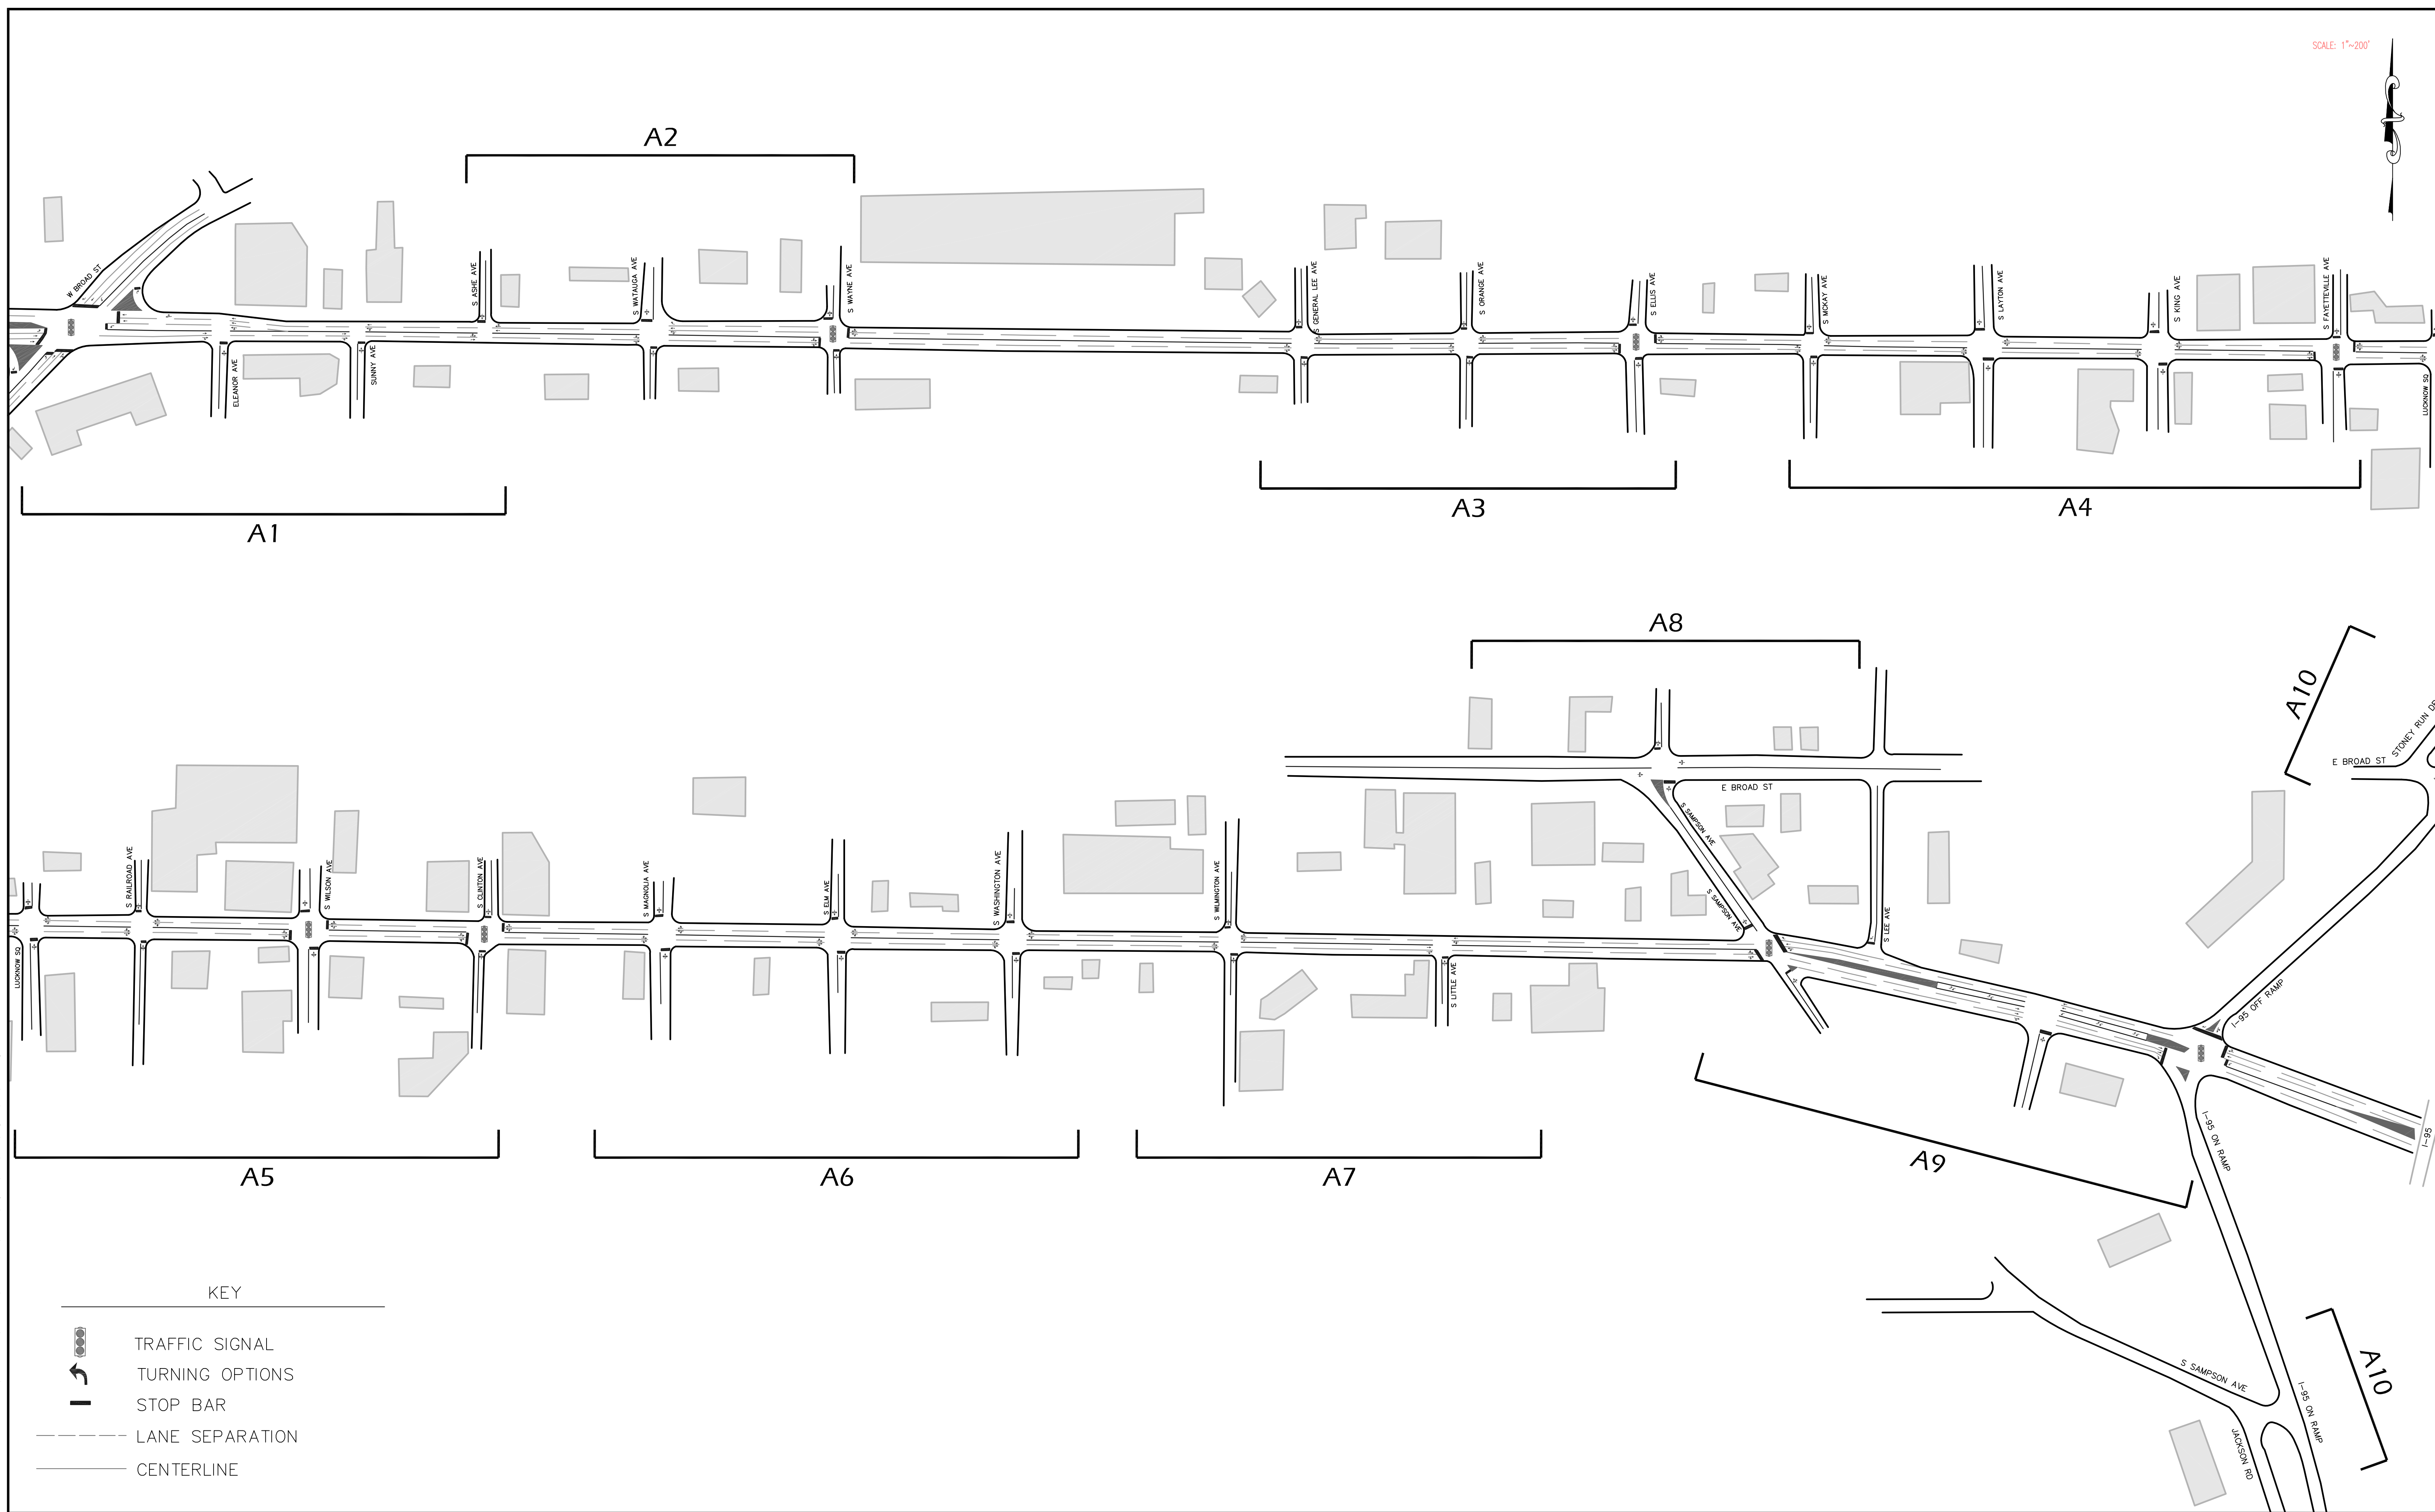 SCALE: 1"=200'
A2
W BROAD ST
S ASHE AVE
S WATAUGA AVE
S WAYNE AVE
S GENERAL LEE AVE
S ORANGE AVE
S ELLIS AVE
S MCKAY AVE
S LAYTON AVE
S KING AVE
S FAYETTEVILLE AVE
ELEANOR AVE
SUNNY AVE
LUCKNOW SQ
A1
A3
A4
A8
A10
STONEY RUN DR
E BROAD ST
E BROAD ST
S SAMPSON AVE
S SAMPSON AVE
S RAILROAD AVE
S WILSON AVE
S CLINTON AVE
S MAGNOLIA AVE
S ELM AVE
S WASHINGTON AVE
S WILMINGTON AVE
S LEE AVE
LUCKNOW SQ
S LITTLE AVE
I-95 OFF RAMP
I-95 ON RAMP
I-95
A5
A6
A7
A9
KEY
TRAFFIC SIGNAL
TURNING OPTIONS
STOP BAR
LANE SEPARATION
CENTERLINE
S SAMPSON AVE
I-95 ON RAMP
JACKSON RD
A10